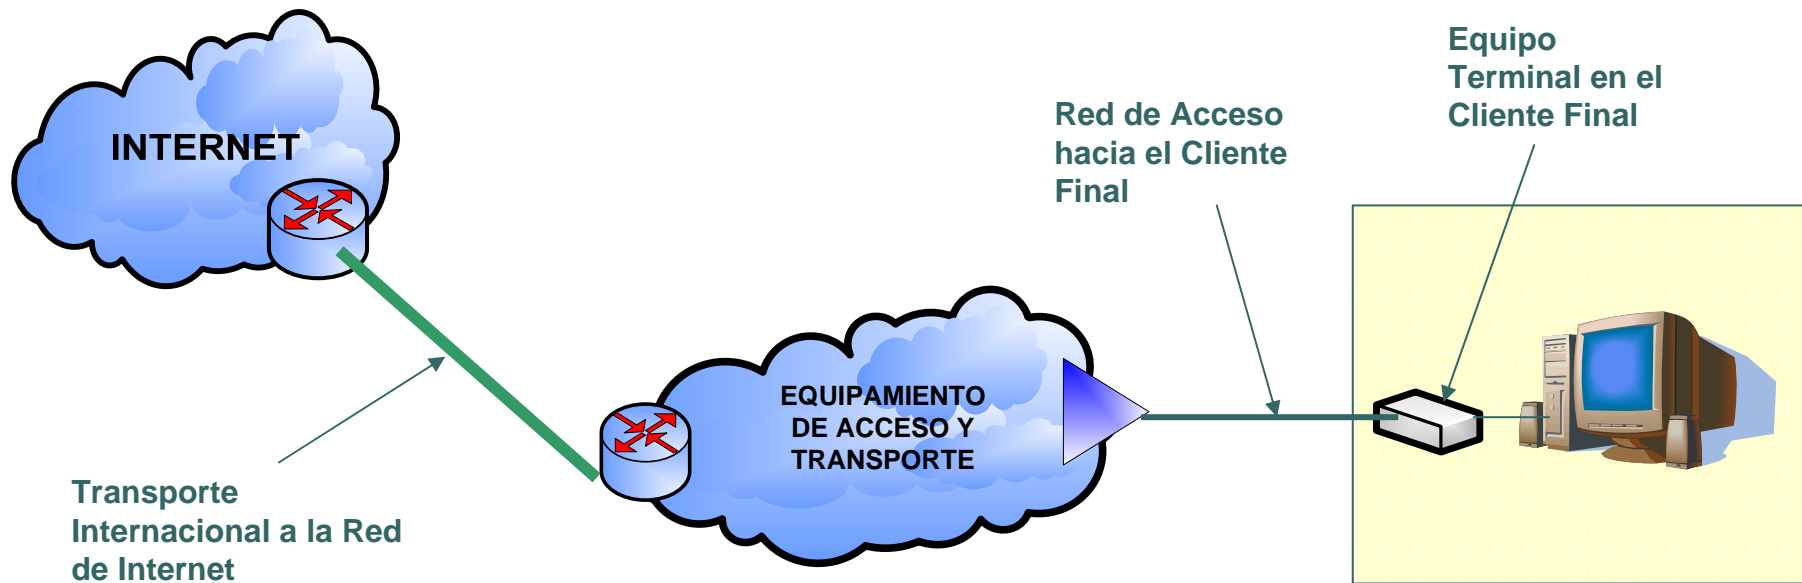 INTERNET
Equipo
Terminal en el
Cliente Final
Red de Acceso
hacia el Cliente
Final
EQUIPAMIENTO
DE ACCESO Y
TRANSPORTE
Transporte
Internacional a la Red
de Internet